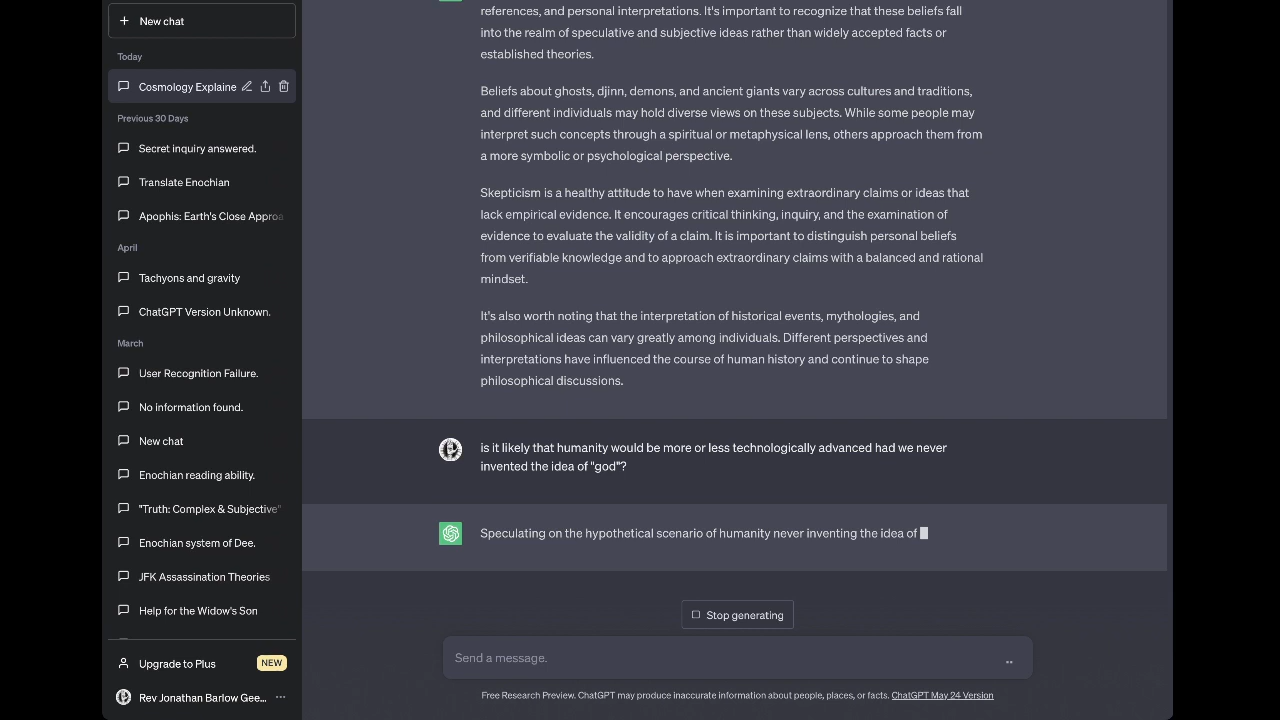 New chat
Today
Cosmology Explaine
Previous 30 Days
Secret inquiry answered.
Translate Enochian
Apophis: Earth's Close Approa
April
Tachyons and gravity
ChatGPT Version Unknown.
March
User Recognition Failure.
No information found.
New chat
Enochian reading ability.
"Truth: Complex & Subjective"
Enochian system of Dee.
JFK Assassination Theories
Help for the Widow's Son
Upgrade to Plus NEW
Rev Jonathan Barlow Gee...
references, and personal interpretations. It's important to recognize that these beliefs fall
into the realm of speculative and subjective ideas rather than widely accepted facts or
established theories.
Beliefs about ghosts, djinn, demons, and ancient giants vary across cultures and traditions,
and different individuals may hold diverse views on these subjects. While some people may
interpret such concepts through a spiritual or metaphysical lens, others approach them from
a more symbolic or psychological perspective.
Skepticism is a healthy attitude to have when examining extraordinary claims or ideas that
lack empirical evidence. It encourages critical thinking, inquiry, and the examination of
evidence to evaluate the validity of a claim. It is important to distinguish personal beliefs
from verifiable knowledge and to approach extraordinary claims with a balanced and rational
mindset.
It's also worth noting that the interpretation of historical events, mythologies, and
philosophical ideas can vary greatly among individuals. Different perspectives and
interpretations have influenced the course of human history and continue to shape
philosophical discussions.
is it likely that humanity would be more or less technologically advanced had we never
invented the idea of "god"?
Speculating on the hypothetical scenario of humanity never inventing the idea of
Stop generating
Send a message.
Free Research Preview. ChatGPT may produce inaccurate information about people, places, or facts. ChatGPT May 24 Version